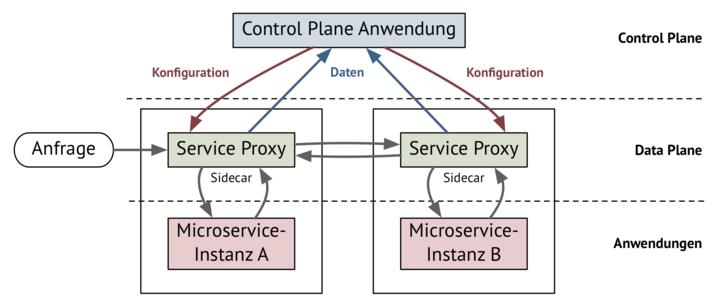 Control Plane Anwendung
Control Plane
Konfiguration
Daten
Konfiguration
Anfrage
Service Proxy
Service Proxy
Data Plane
Sidecar
Sidecar
Microservice-
Instanz A
Microservice-
Instanz B
Anwendungen